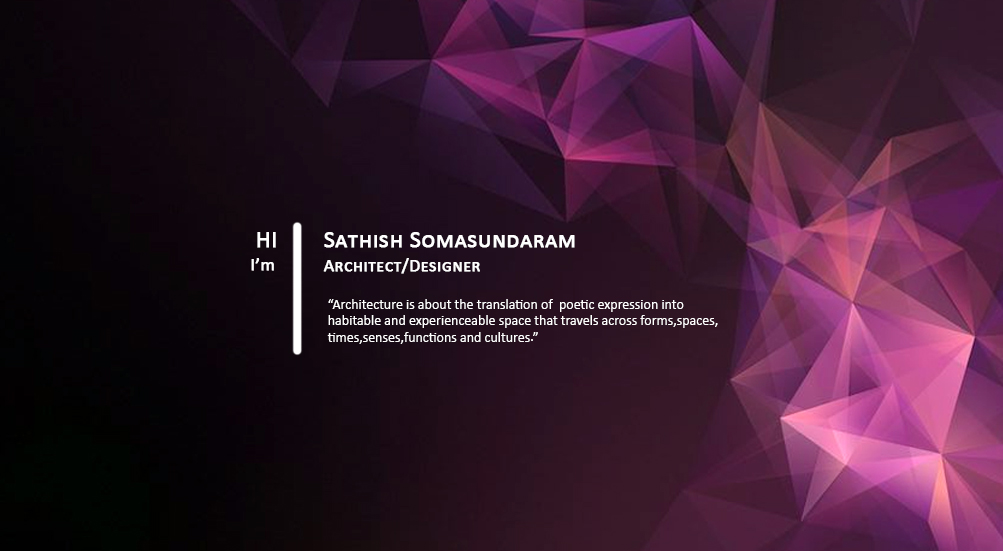 HI
I'm
Sathish Somasundaram
Architect/Designer
“Architecture is about the translation of  poetic expression into
habitable and experienceable space that travels across forms,spaces,
times,senses,functions and cultures.”